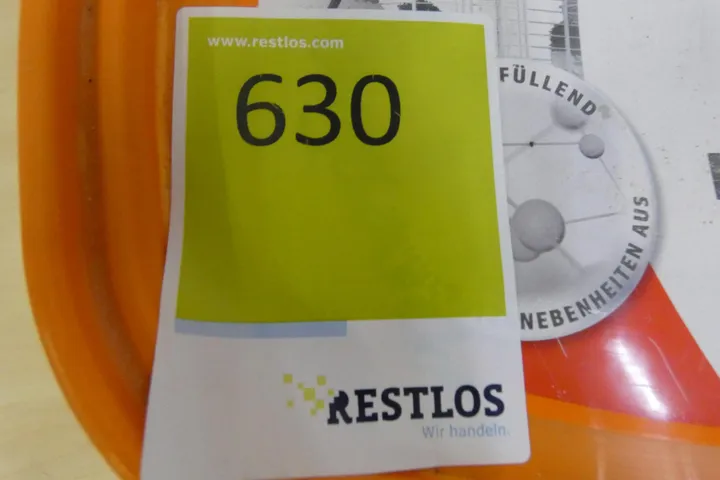 www.restlos.com
630
FÜLLEND
NEBENHEITEN AUS
RESTLOS
Wir handeln.